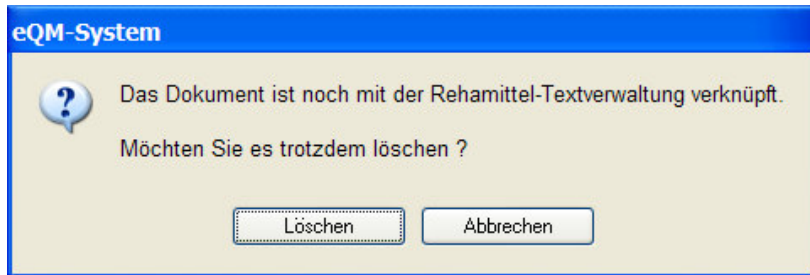 eQM-System
Das Dokument ist noch mit der Rehamittel-Textverwaltung verknüpft.
Möchten Sie es trotzdem löschen ?
Löschen Abbrechen